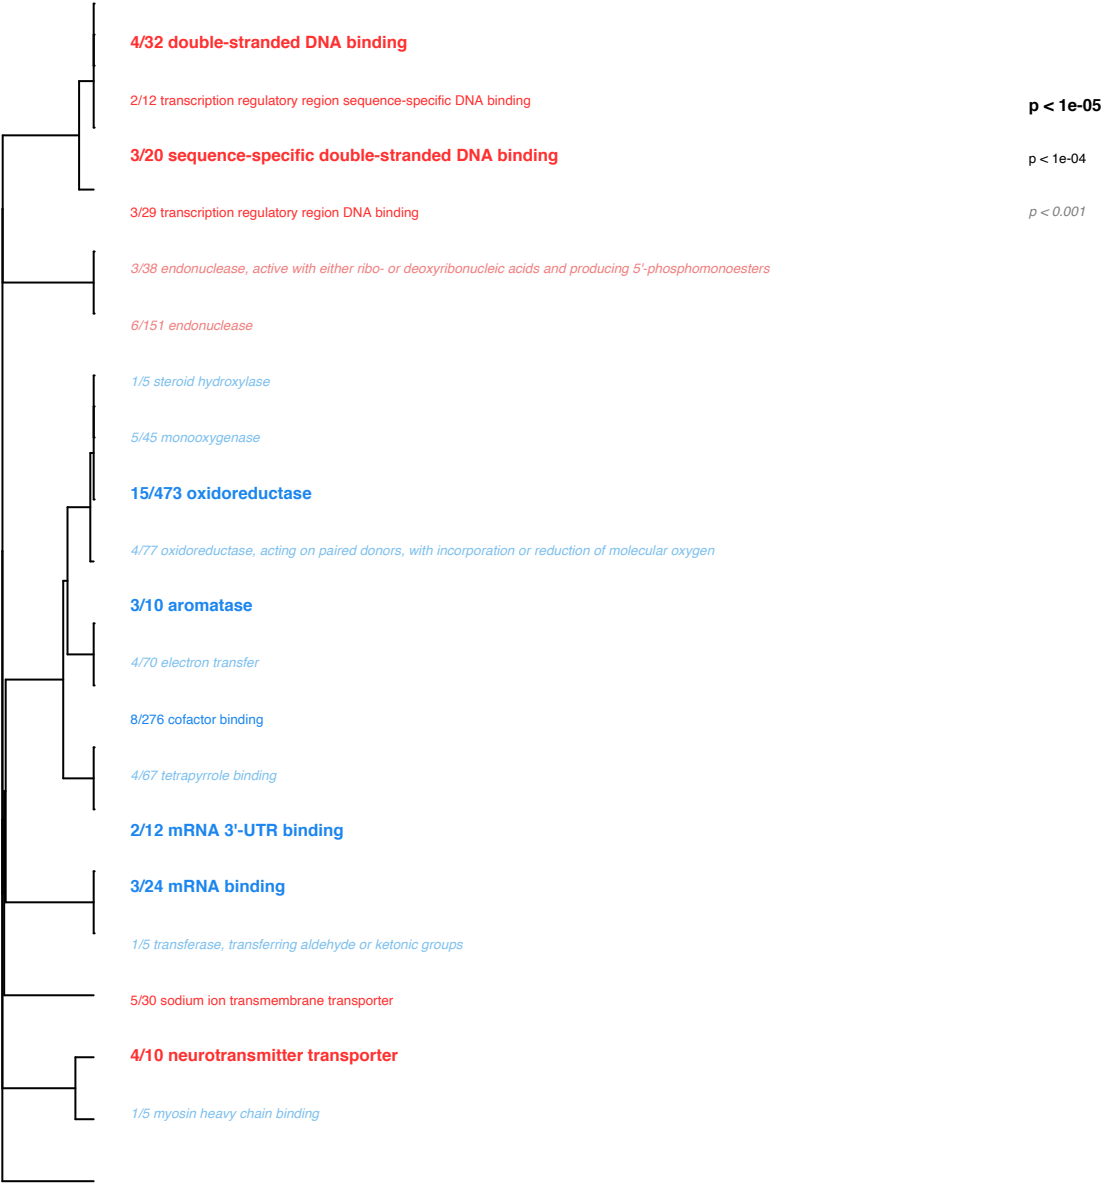 4/32 double-stranded DNA binding
2/12 transcription regulatory region sequence-specific DNA binding
p < 1e-05
3/20 sequence-specific double-stranded DNA binding
p < 1e-04
3/29 transcription regulatory region DNA binding
p < 0.001
3/38 endonuclease, active with either ribo- or deoxyribonucleic acids and producing 5'-phosphomonoesters
6/151 endonuclease
1/5 steroid hydroxylase
5/45 monooxygenase
15/473 oxidoreductase
4/77 oxidoreductase, acting on paired donors, with incorporation or reduction of molecular oxygen
3/10 aromatase
4/70 electron transfer
8/276 cofactor binding
4/67 tetrapyrrole binding
2/12 mRNA 3'-UTR binding
3/24 mRNA binding
1/5 transferase, transferring aldehyde or ketonic groups
5/30 sodium ion transmembrane transporter
4/10 neurotransmitter transporter
1/5 myosin heavy chain binding